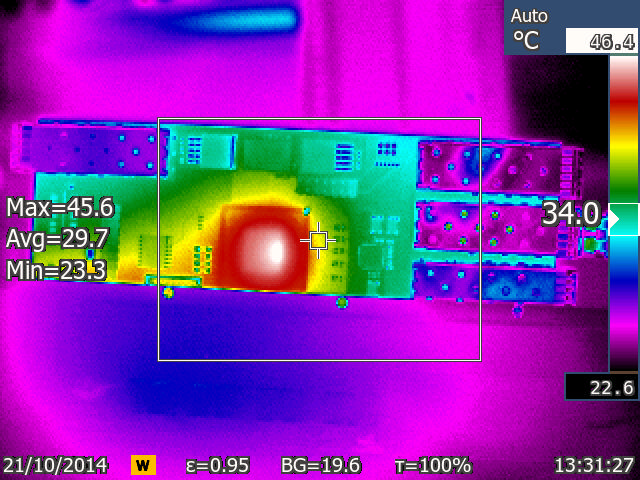 Auto
°C
46.4
Max=45.6
Avg=29.7
Min=23.3
34.0
22.6
21/10/2014 W ε=0.95 BG=19.6 τ=100% 13:31:27